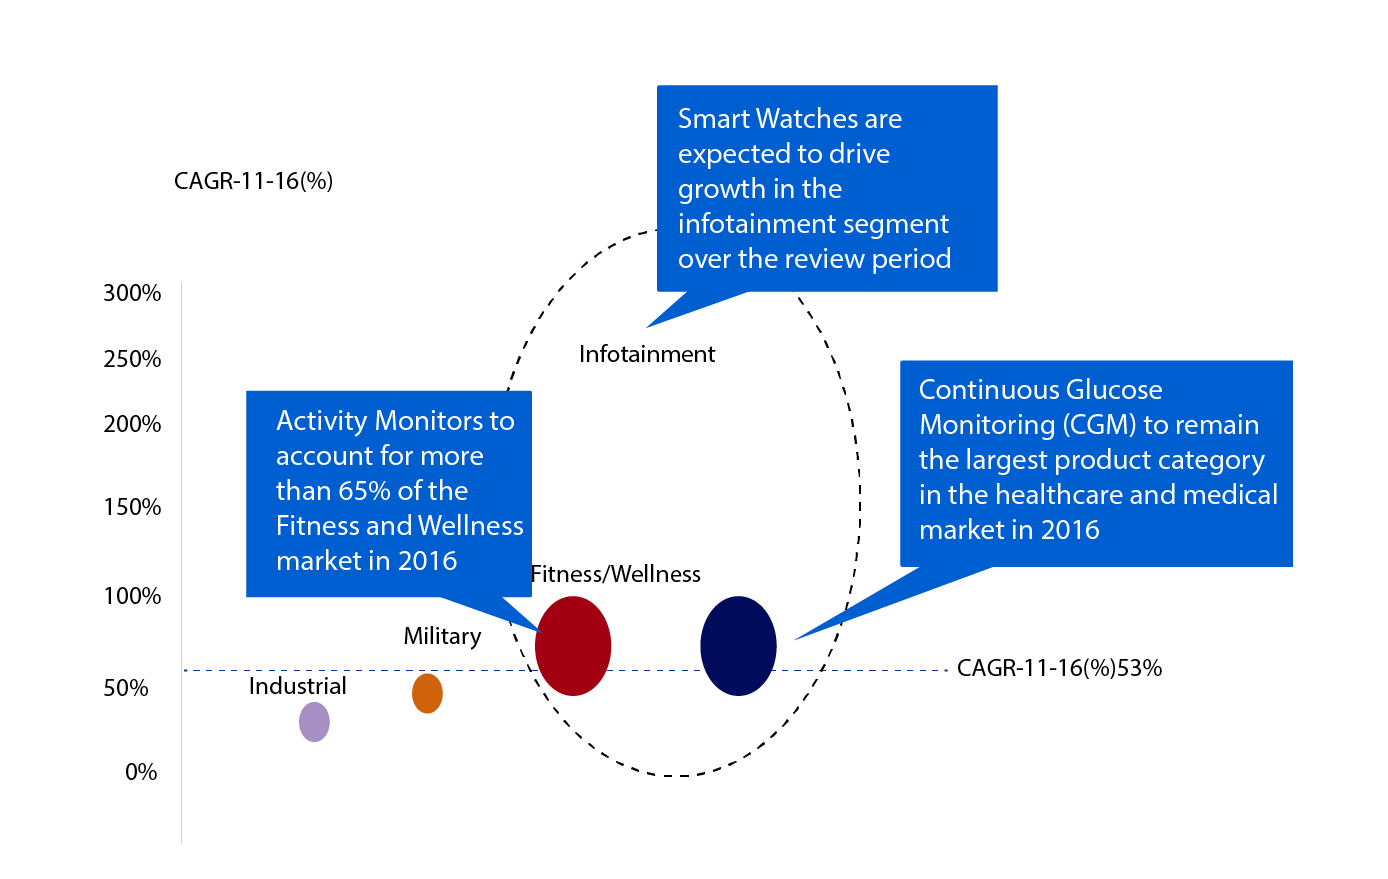 Smart Watches are
expected to drive
growth in the
infotainment segment
over the review period
CAGR-11-16(%)
300%
250%
200%
150%
100%
50%
0%
Infotainment
Activity Monitors to
account for more
than 65% of the
Fitness and Wellness
market in 2016
Continuous Glucose
Monitoring (CGM) to remain
the largest product category
in the healthcare and medical
market in 2016
Fitness/Wellness
Military
Industrial
CAGR-11-16(%)53%